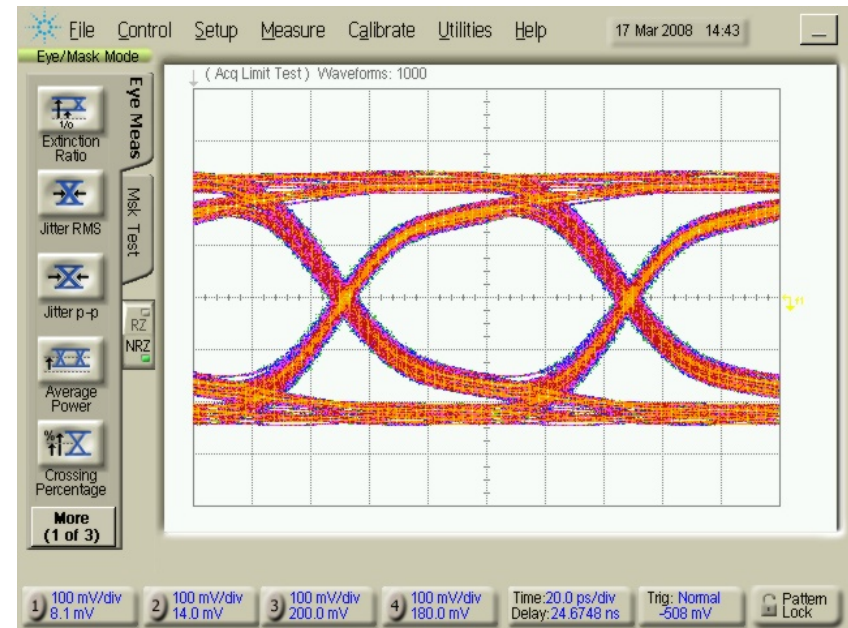 File Control Setup Measure Calibrate Utilities Help 17 Mar 2008 14:43
Eye/Mask Mode
( Acq Limit Test ) Waveforms: 1000
Eye Meas
Msk Test
1/0
Extinction
Ratio
Jitter RMS
Jitter p-p
RZ
NRZ
Average
Power
%
Crossing
Percentage
More
(1 of 3)
1) 100 mV/div 2) 100 mV/div 3) 100 mV/div 4) 100 mV/div Time:20.0 ps/div Trig: Normal Pattern
8.1 mV 14.0 mV 200.0 mV 180.0 mV Delay:24.6748 ns -508 mV Lock